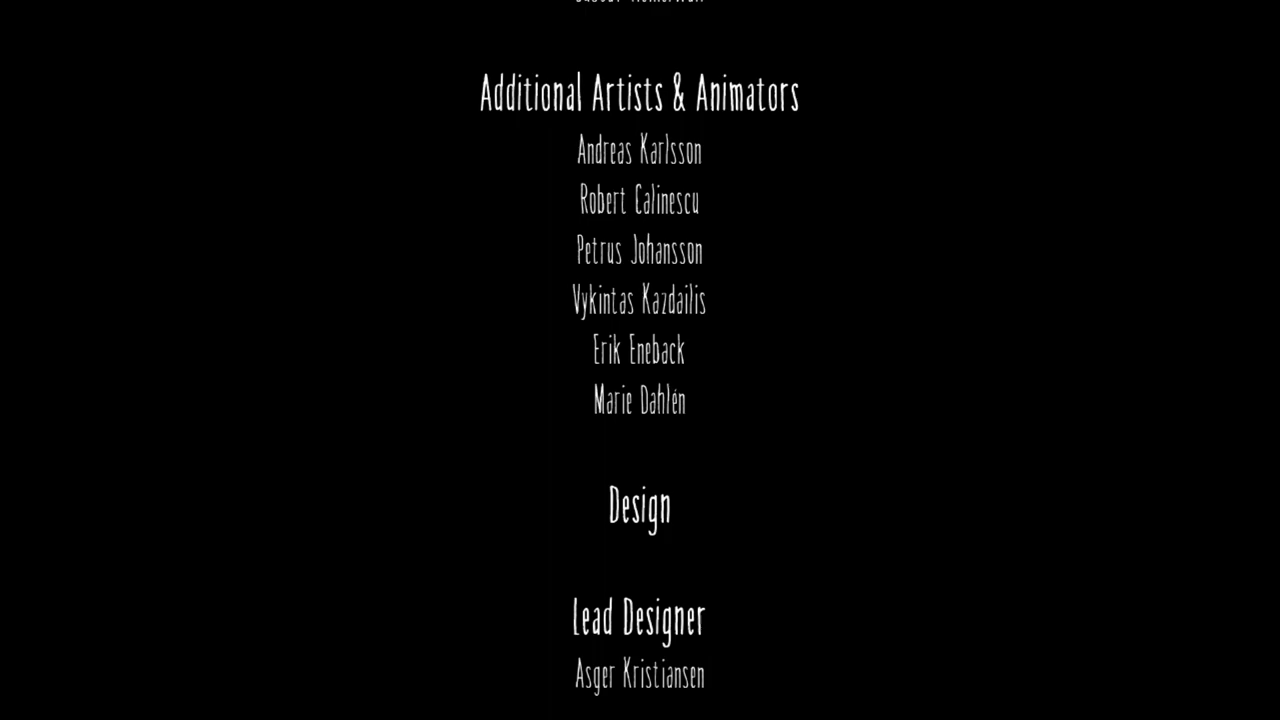 Additional Artists & Animators
Andreas Karlsson
Robert Calinescu
Petrus Johansson
Vykintas Kazdailis
Erik Eneback
Marie Dahlén
Design
Lead Designer
Asger Kristiansen